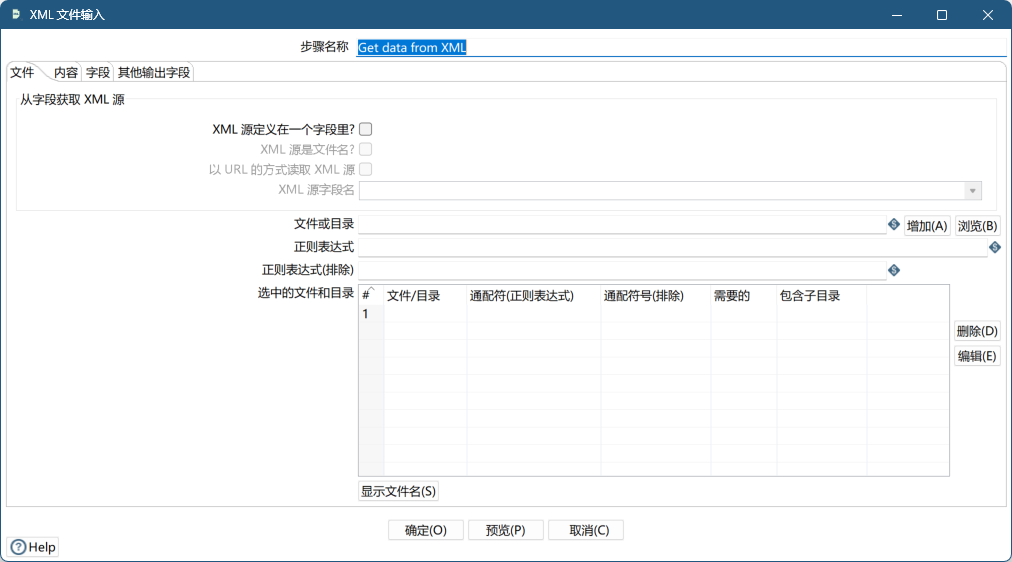 XML 文件输入
步骤名称 Get data from XML
文件 内容 字段 其他输出字段
从字段获取 XML 源
XML 源定义在一个字段里?
XML 源是文件名?
以 URL 的方式读取 XML 源
XML 源字段名
文件或目录 增加(A) 浏览(B)
正则表达式
正则表达式(排除)
选中的文件和目录 # 文件/目录 通配符(正则表达式) 通配符号(排除) 需要的 包含子目录
1
删除(D)
编辑(E)
显示文件名(S)
确定(O) 预览(P) 取消(C)
Help